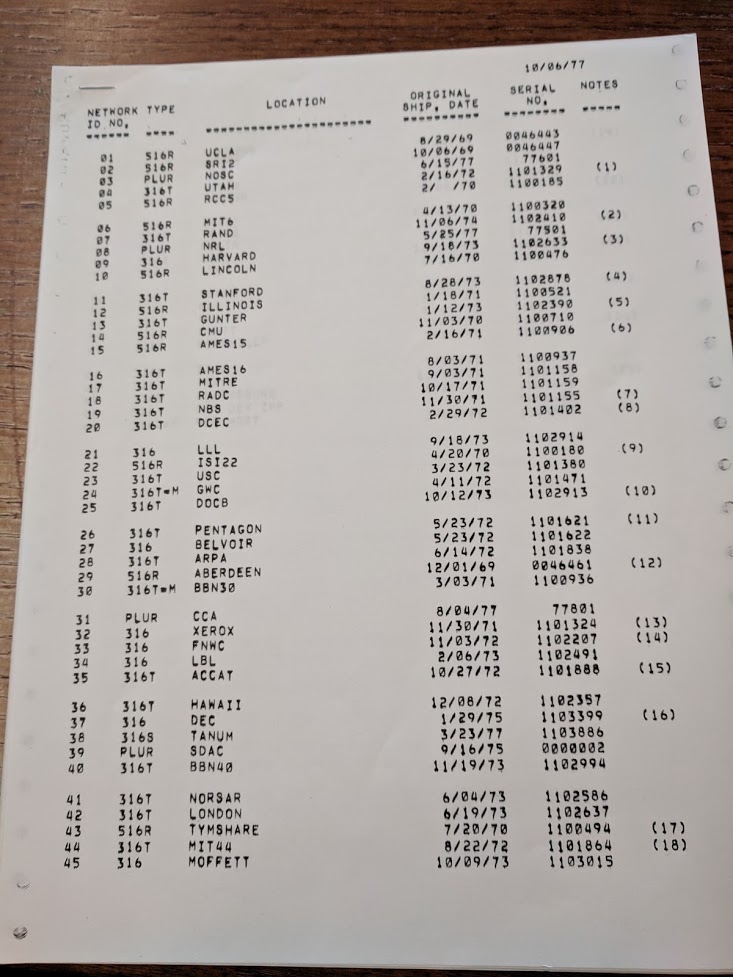 10/06/77
NETWORK TYPE LOCATION ORIGINAL SERIAL NOTES
ID NO. SHIP. DATE NO.
01 516R UCLA 8/29/69 0046443
02 516R SRI2 10/06/69 0046447
03 PLUR NOSC 6/15/77 77601
04 316T UTAH 2/16/72 1101329 (1)
05 516R RCC5 2/ /70 1100185
06 516R MIT6 4/13/70 1100320
07 316T RAND 11/06/74 1102410 (2)
08 PLUR NRL 5/25/77 77501
09 316 HARVARD 9/18/73 1102633 (3)
10 516R LINCOLN 7/16/70 1100476
11 316T STANFORD 8/28/73 1102878 (4)
12 516R ILLINOIS 1/18/71 1100521
13 316T GUNTER 1/12/73 1102390 (5)
14 516R CMU 11/03/70 1100710
15 516R AMES15 2/16/71 1100906 (6)
16 316T AMES16 8/03/71 1100937
17 316T MITRE 9/03/71 1101158
18 316T RADC 10/17/71 1101159
19 316T NBS 11/30/71 1101155 (7)
20 316T DCEC 2/29/72 1101402 (8)
21 316 LLL 9/18/73 1102914
22 516R ISI22 4/20/70 1100180 (9)
23 316T USC 3/23/72 1101380
24 316T=M GWC 4/11/72 1101471
25 316T DOCB 10/12/73 1102913 (10)
26 316T PENTAGON 5/23/72 1101621 (11)
27 316 BELVOIR 5/23/72 1101622
28 316T ARPA 6/14/72 1101838
29 516R ABERDEEN 12/01/69 0046461 (12)
30 316T=M BBN30 3/03/71 1100936
31 PLUR CCA 8/04/77 77801
32 316 XEROX 11/30/71 1101324 (13)
33 316 FNWC 11/03/72 1102207 (14)
34 316 LBL 2/06/73 1102491
35 316T ACCAT 10/27/72 1101888 (15)
36 316T HAWAII 12/08/72 1102357
37 316 DEC 1/29/75 1103399 (16)
38 316S TANUM 3/23/77 1103886
39 PLUR SDAC 9/16/75 0000002
40 316T BBN40 11/19/73 1102994
41 316T NORSAR 6/04/73 1102586
42 316T LONDON 6/19/73 1102637
43 516R TYMSHARE 7/20/70 1100494 (17)
44 316T MIT44 8/22/72 1101864 (18)
45 316 MOFFETT 10/09/73 1103015